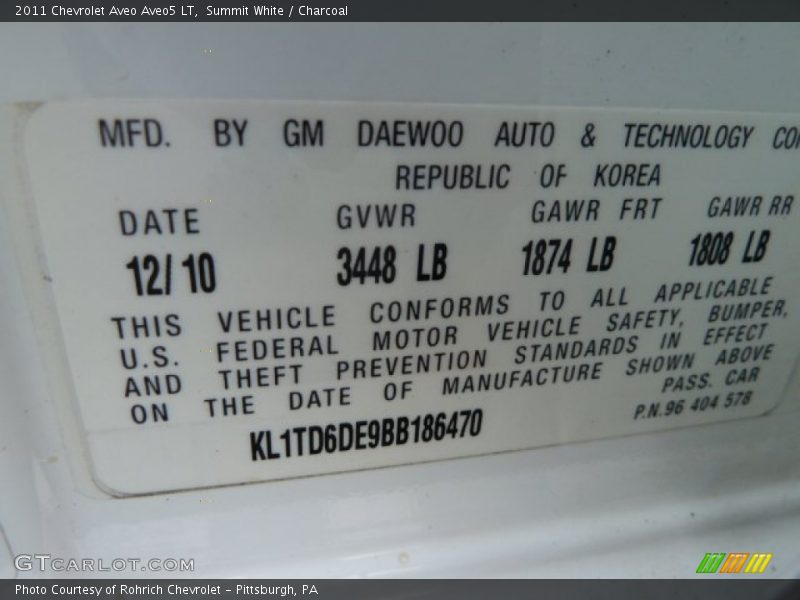 2011 Chevrolet Aveo Aveo5 LT, Summit White / Charcoal
MFD. BY GM DAEWOO AUTO & TECHNOLOGY
REPUBLIC OF KOREA
DATE GVWR GAWR FRT GAWR RR
12/10 3448 LB 1874 LB 1808 LB
THIS VEHICLE CONFORMS TO ALL APPLICABLE
U.S. FEDERAL MOTOR VEHICLE SAFETY, BUMPER,
AND THEFT PREVENTION STANDARDS IN EFFECT
ON THE DATE OF MANUFACTURE SHOWN ABOVE
PASS. CAR
KL1TD6DE9BB186470 P.N.96 404 578
GTCARLOT.COM
Photo Courtesy of Rohrich Chevrolet - Pittsburgh, PA